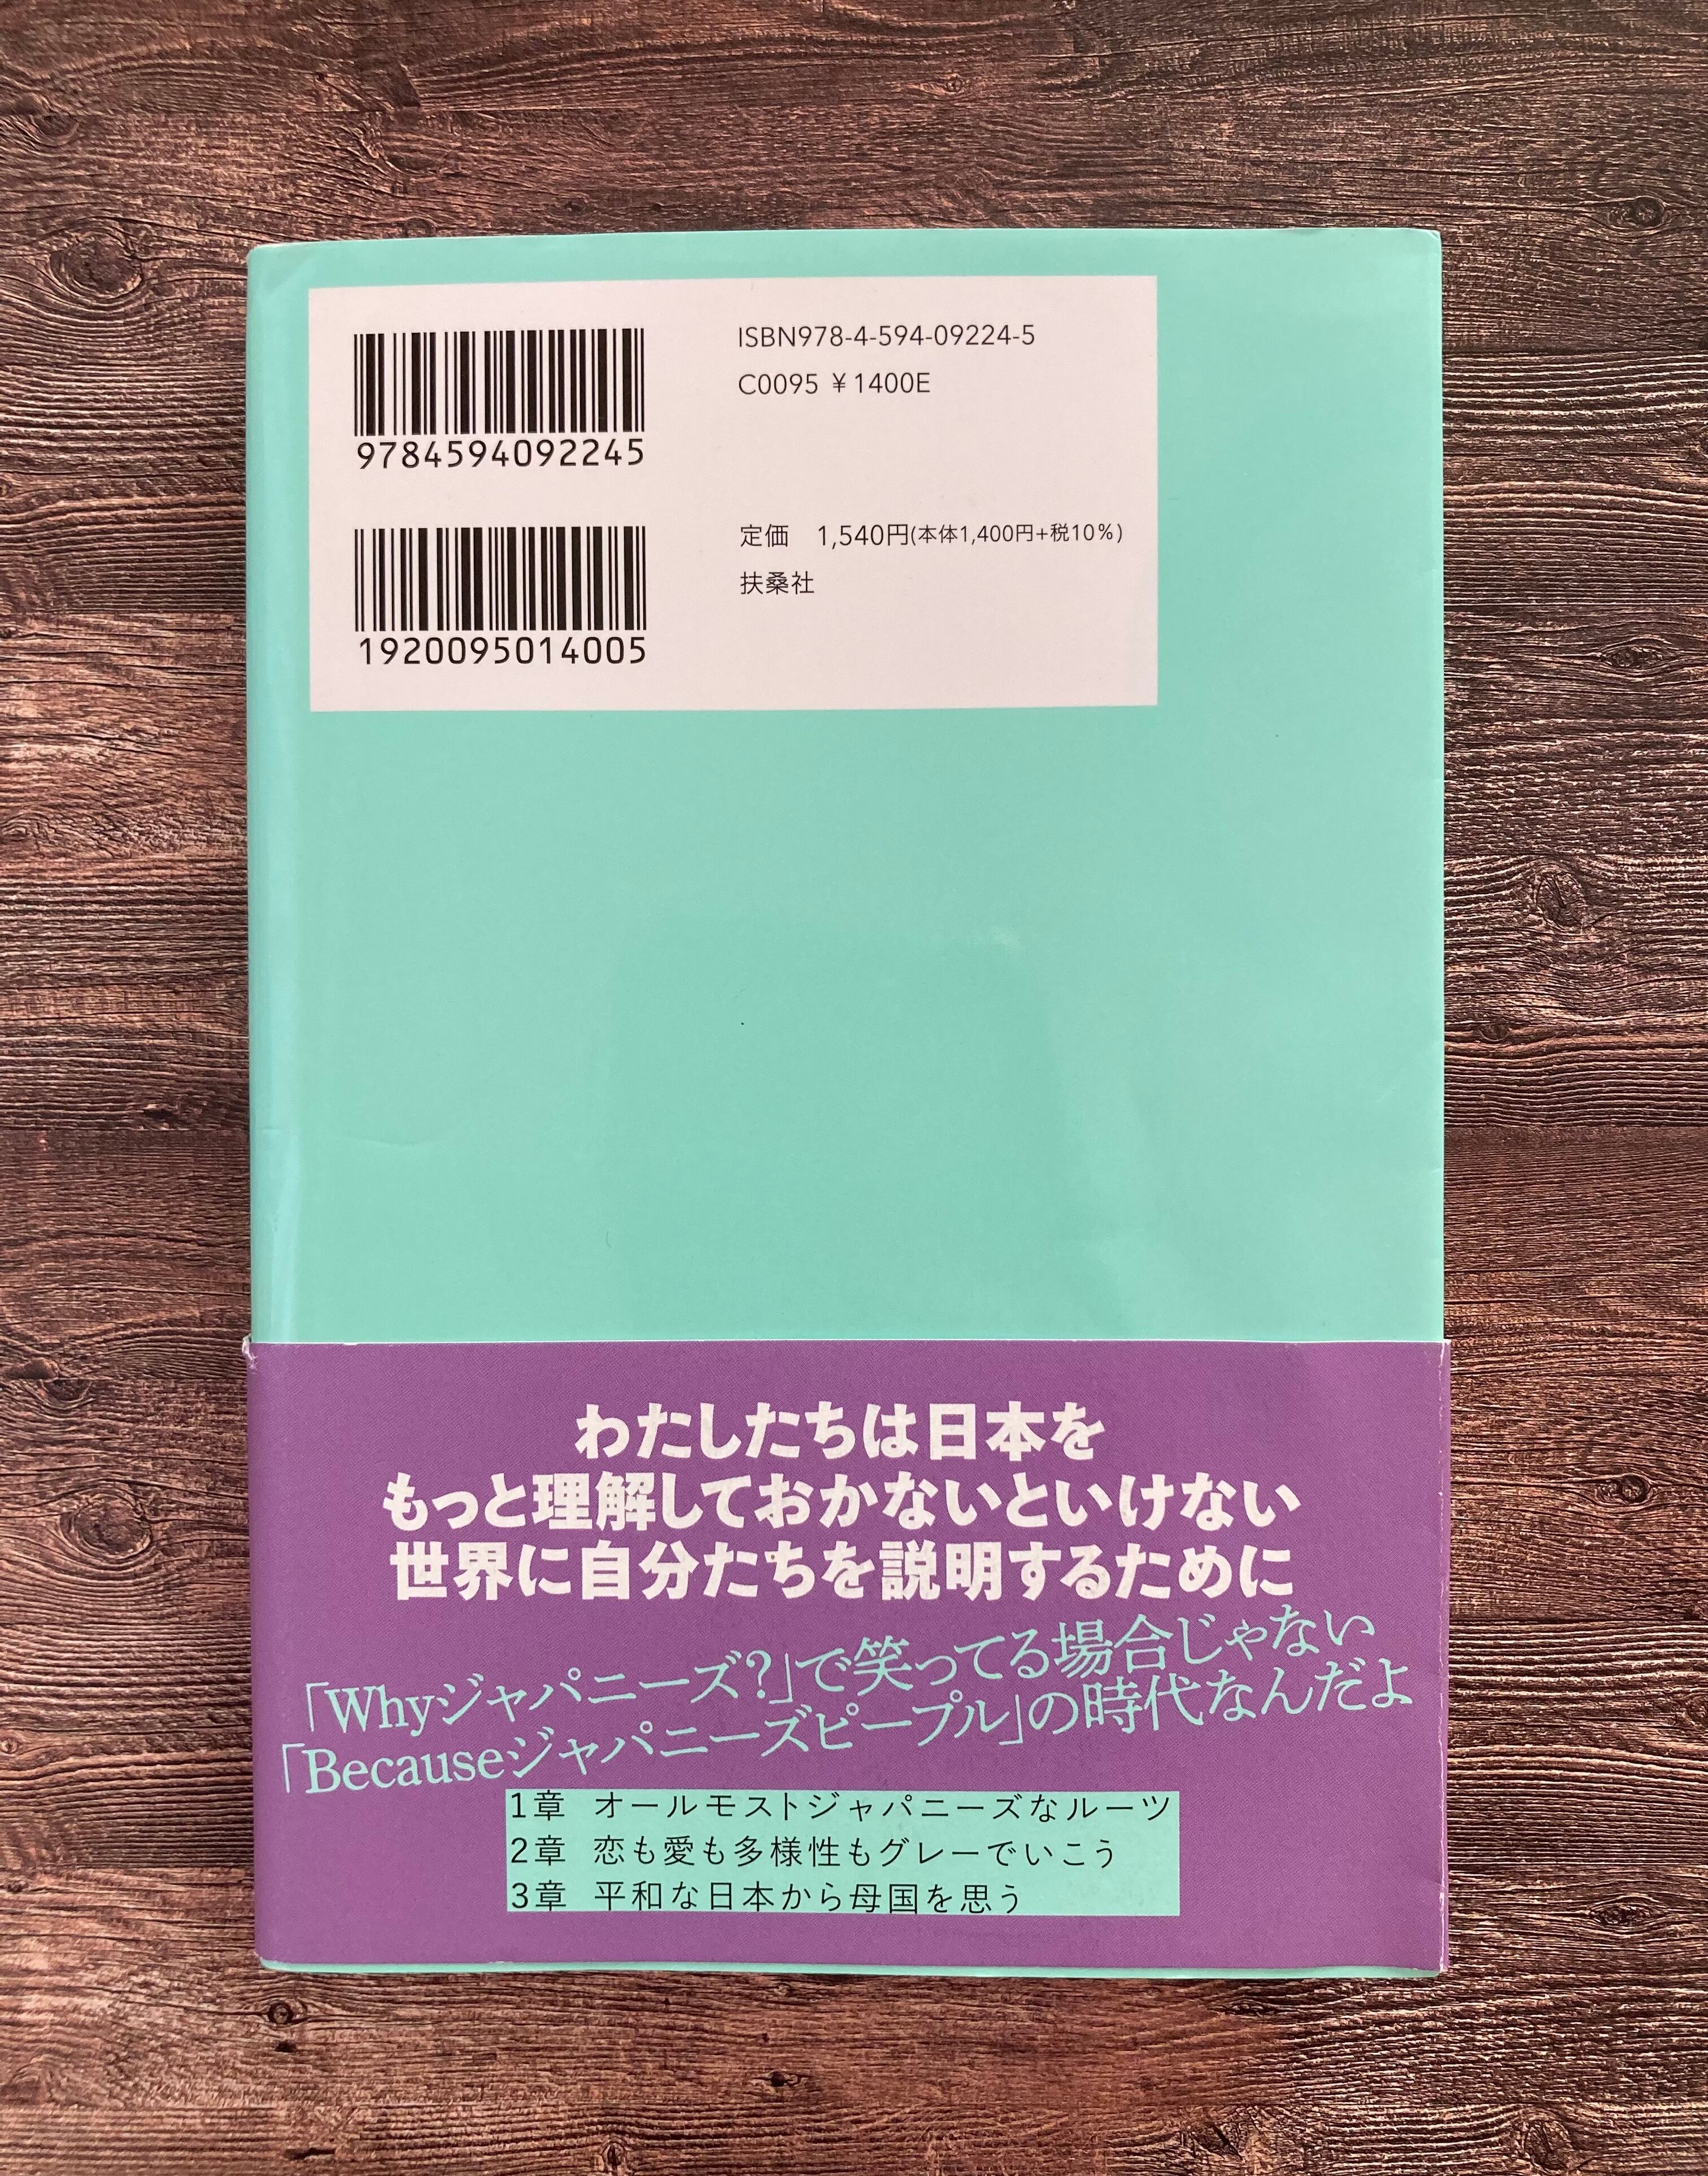 ISBN978-4-594-09224-5
C0095 ¥1400E
9784594092245
定価 1,540円(本体1,400円+税10%)
扶桑社
1920095014005
わたしたちは日本を
もっと理解しておかないといけない
世界に自分たちを説明するために
「Whyジャパニーズ?」で笑ってる場合じゃない
「Becauseジャパニーズピープル」の時代なんだよ
1章 オールモストジャパニーズなルーツ
2章 恋も愛も多様性もグレーでいこう
3章 平和な日本から母国を思う